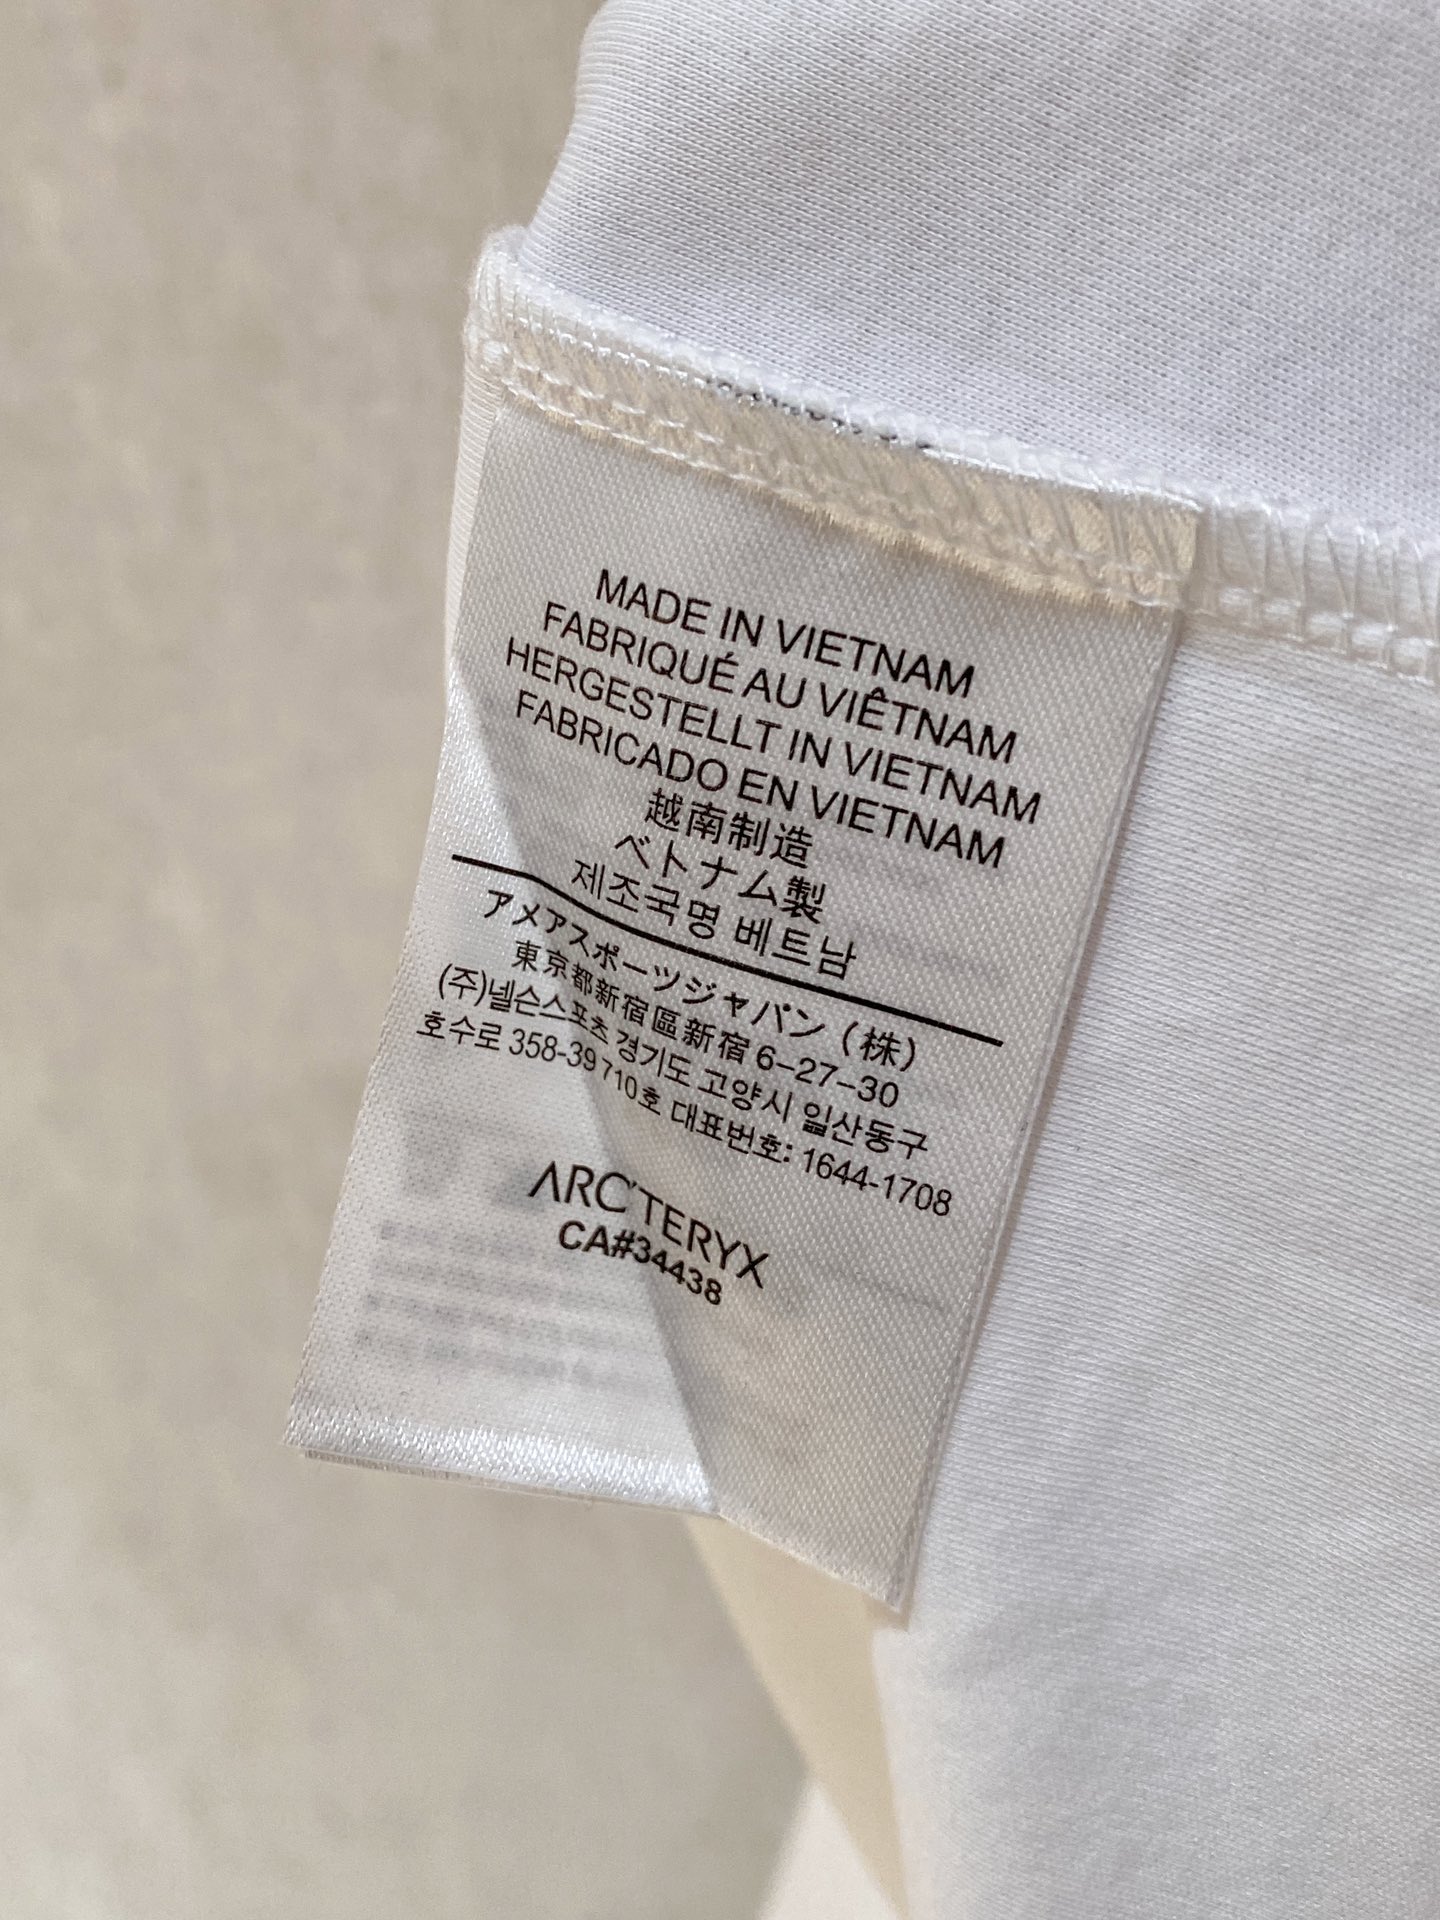 MADE IN VIETNAM
FABRIQUÉ AU VIÊTNAM
HERGESTELLT IN VIETNAM
FABRICADO EN VIETNAM
越南制造
ベトナム製
제조국명 베트남
アメアスポーツジャパン（株）
東京都新宿區新宿6-27-30
(주)넬슨스포츠 경기도 고양시 일산동구
호수로 358-39 710호 대표번호: 1644-1708
ARC'TERYX
CA#34438